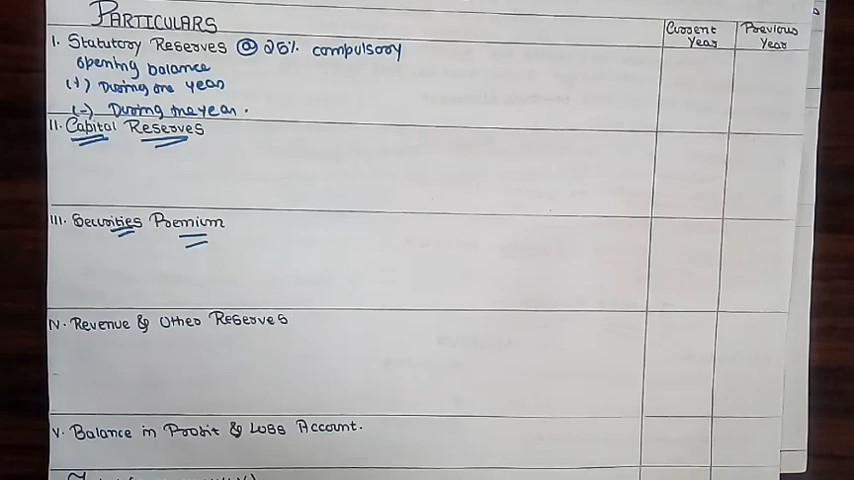 PARTICULARS
Current Year
Previous Year
I. Statutory Reserves @ 25% compulsory
opening balance
(+) During the year
(-) During the year.
II. Capital Reserves
III. Securities Premium
IV. Revenue & Other Reserves
V. Balance in Profit & Loss Account.